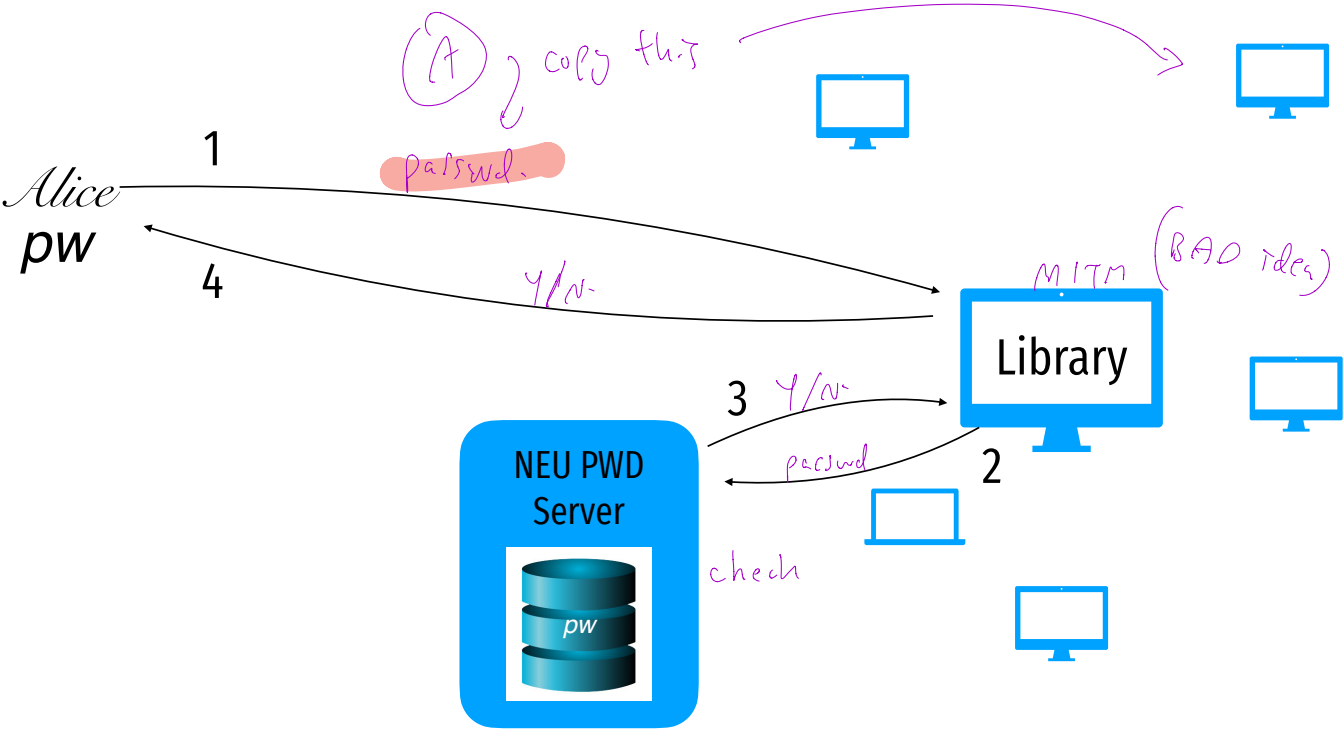 A
copy this
1
passwd.
Alice
pw
4
Y/N
MITM
(BAD idea)
Library
3
Y/N
passwd
2
NEU PWD
Server
pw
check